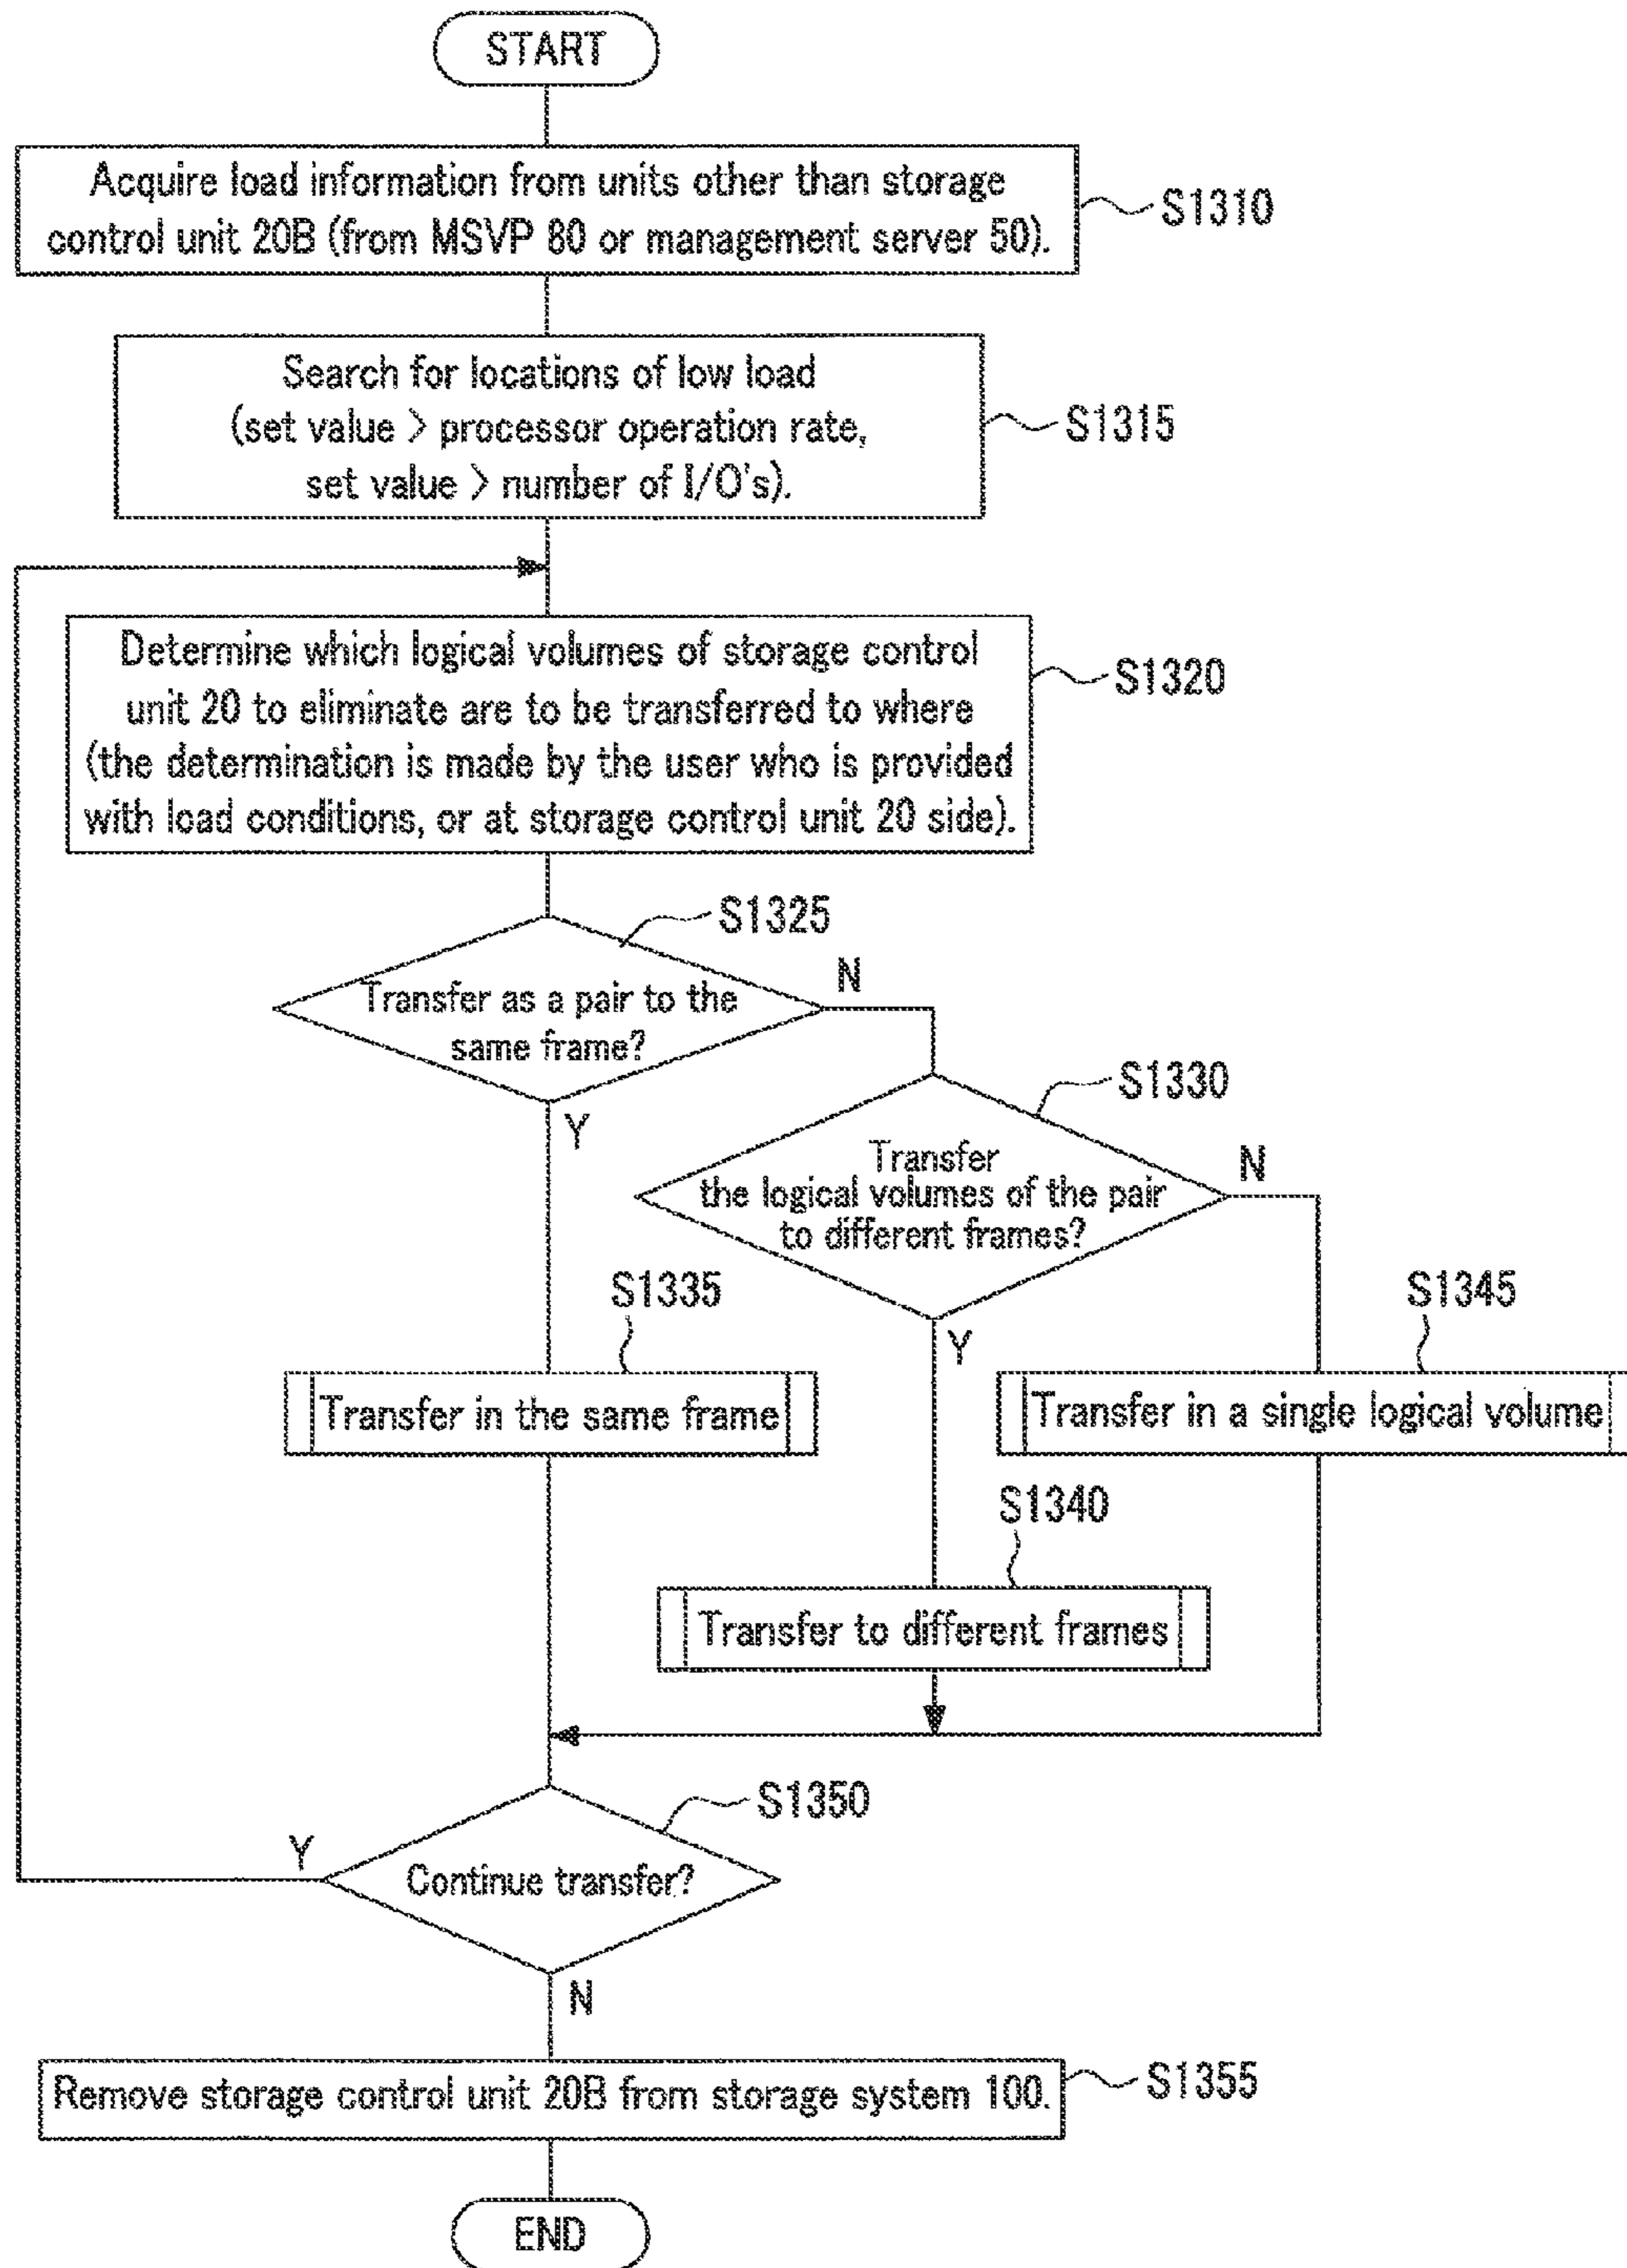 START
Acquire load information from units other than storage
control unit 20B (from MSVP 80 or management server 50).
S1310
Search for locations of low load
(set value > processor operation rate,
set value > number of I/O's).
S1315
Determine which logical volumes of storage control
unit 20 to eliminate are to be transferred to where
(the determination is made by the user who is provided
with load conditions, or at storage control unit 20 side).
S1320
S1325
Transfer as a pair to the
same frame?
N
Y
S1330
Transfer
the logical volumes of the pair
to different frames?
N
Y
S1335
Transfer in the same frame
S1345
Transfer in a single logical volume
S1340
Transfer to different frames
S1350
Continue transfer?
Y
N
Remove storage control unit 20B from storage system 100.
S1355
END